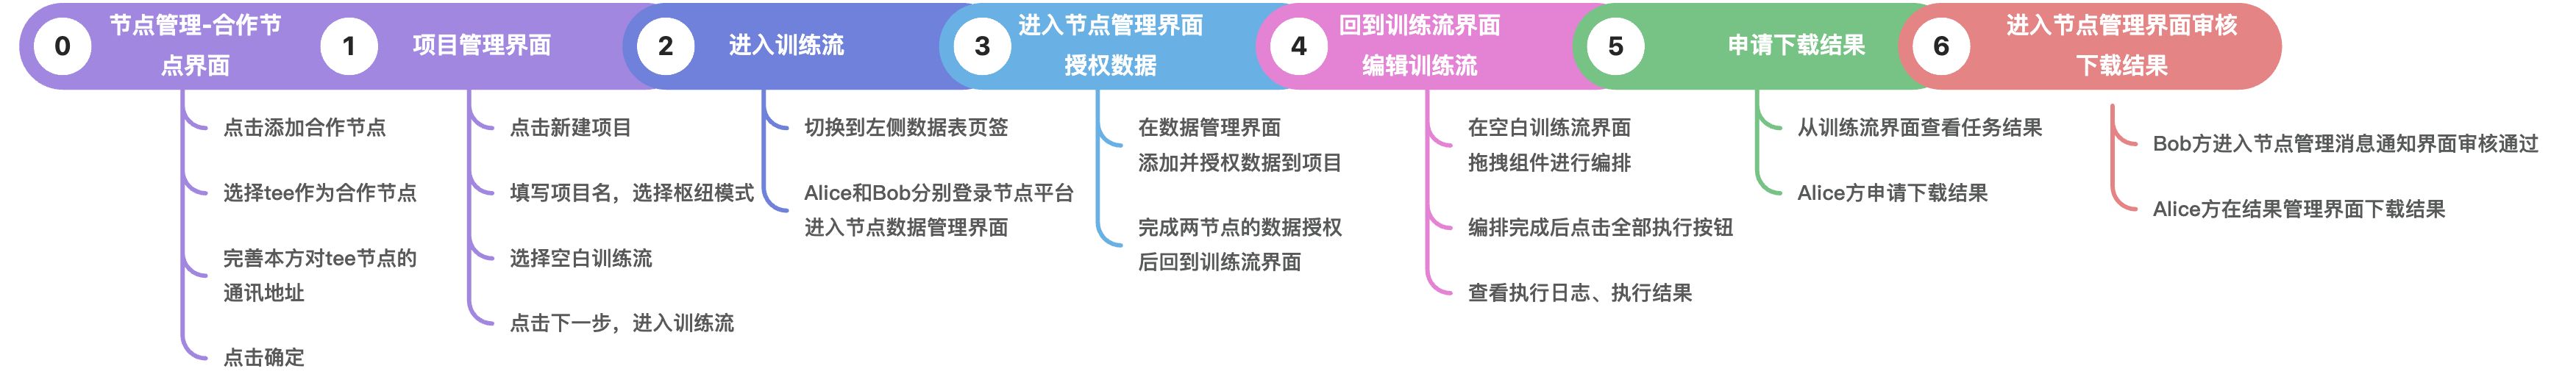 0
节点管理-合作节
点界面
点击添加合作节点
选择tee作为合作节点
完善本方对tee节点的
通讯地址
点击确定
1
项目管理界面
点击新建项目
填写项目名，选择枢纽模式
选择空白训练流
点击下一步，进入训练流
2
进入训练流
切换到左侧数据表页签
Alice和Bob分别登录节点平台
进入节点数据管理界面
3
进入节点管理界面
授权数据
在数据管理界面
添加并授权数据到项目
完成两节点的数据授权
后回到训练流界面
4
回到训练流界面
编辑训练流
在空白训练流界面
拖拽组件进行编排
编排完成后点击全部执行按钮
查看执行日志、执行结果
5
申请下载结果
从训练流界面查看任务结果
Alice方申请下载结果
6
进入节点管理界面审核
下载结果
Bob方进入节点管理消息通知界面审核通过
Alice方在结果管理界面下载结果